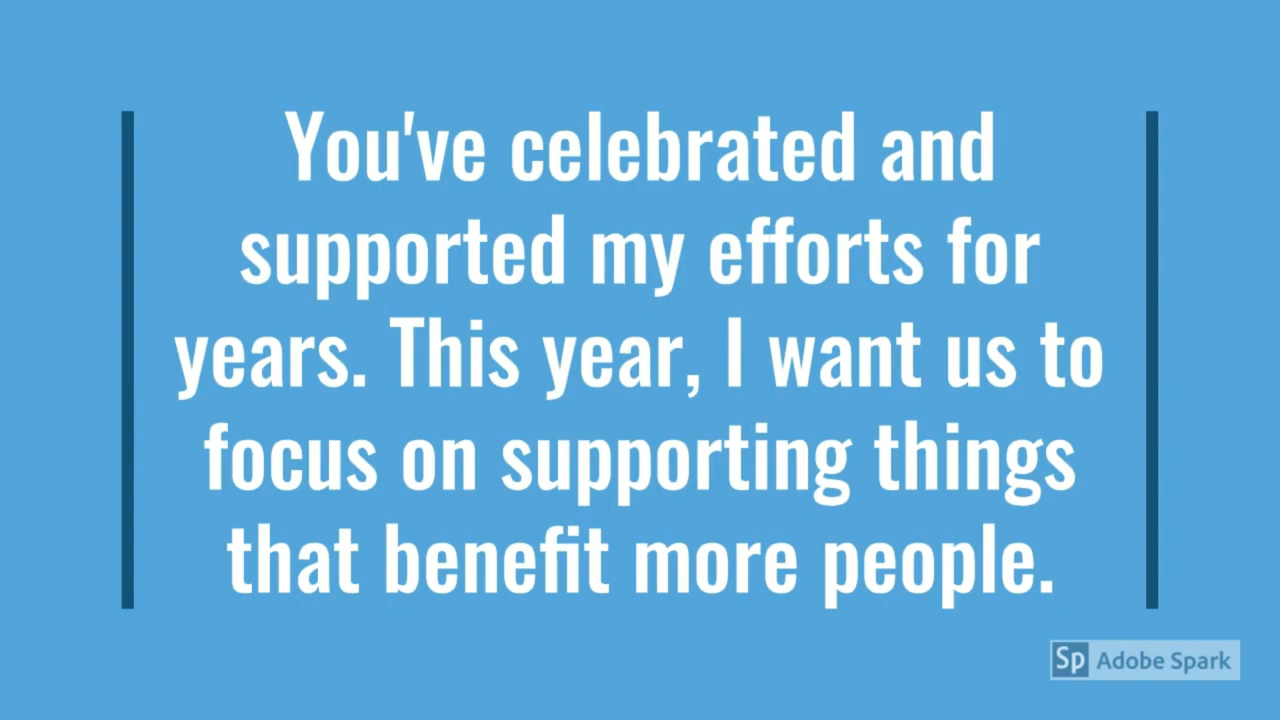 You've celebrated and
supported my efforts for
years. This year, I want us to
focus on supporting things
that benefit more people.
Sp Adobe Spark